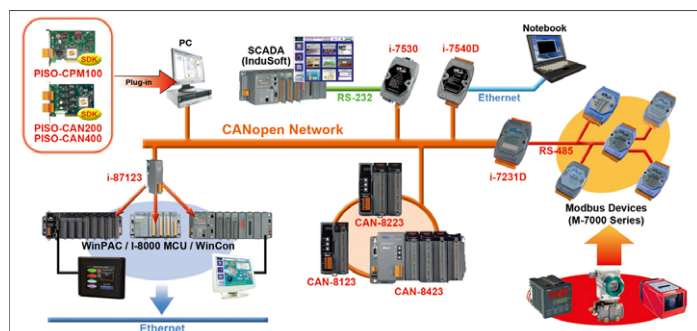 SDK
PISO-CPM100
SDK
PISO-CAN200
PISO-CAN400
Plug-in
PC
SCADA
(InduSoft)
RS-232
i-7530
i-7540D
Ethernet
Notebook
CANopen Network
i-7231D
RS-485
Modbus Devices
(M-7000 Series)
i-87123
WinPAC / I-8000 MCU / WinCon
Ethernet
CAN-8223
CAN-8123
CAN-8423